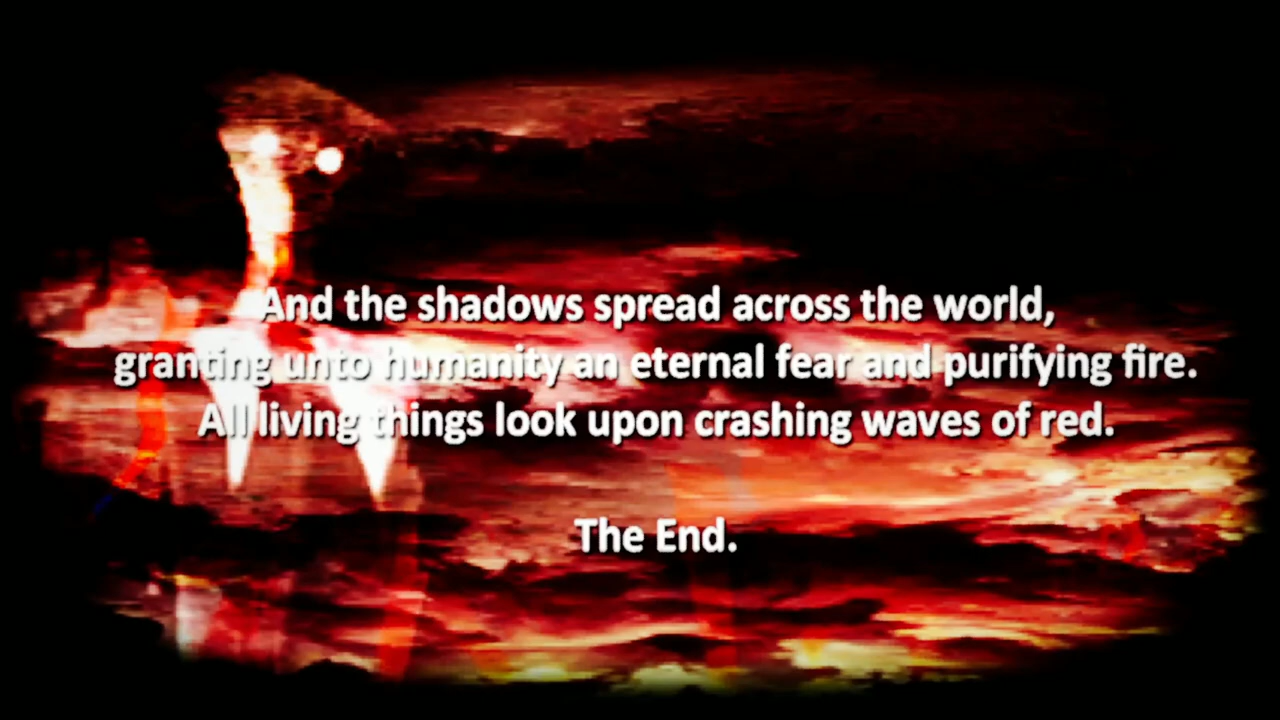 And the shadows spread across the world,
granting unto humanity an eternal fear and purifying fire.
All living things look upon crashing waves of red.
The End.